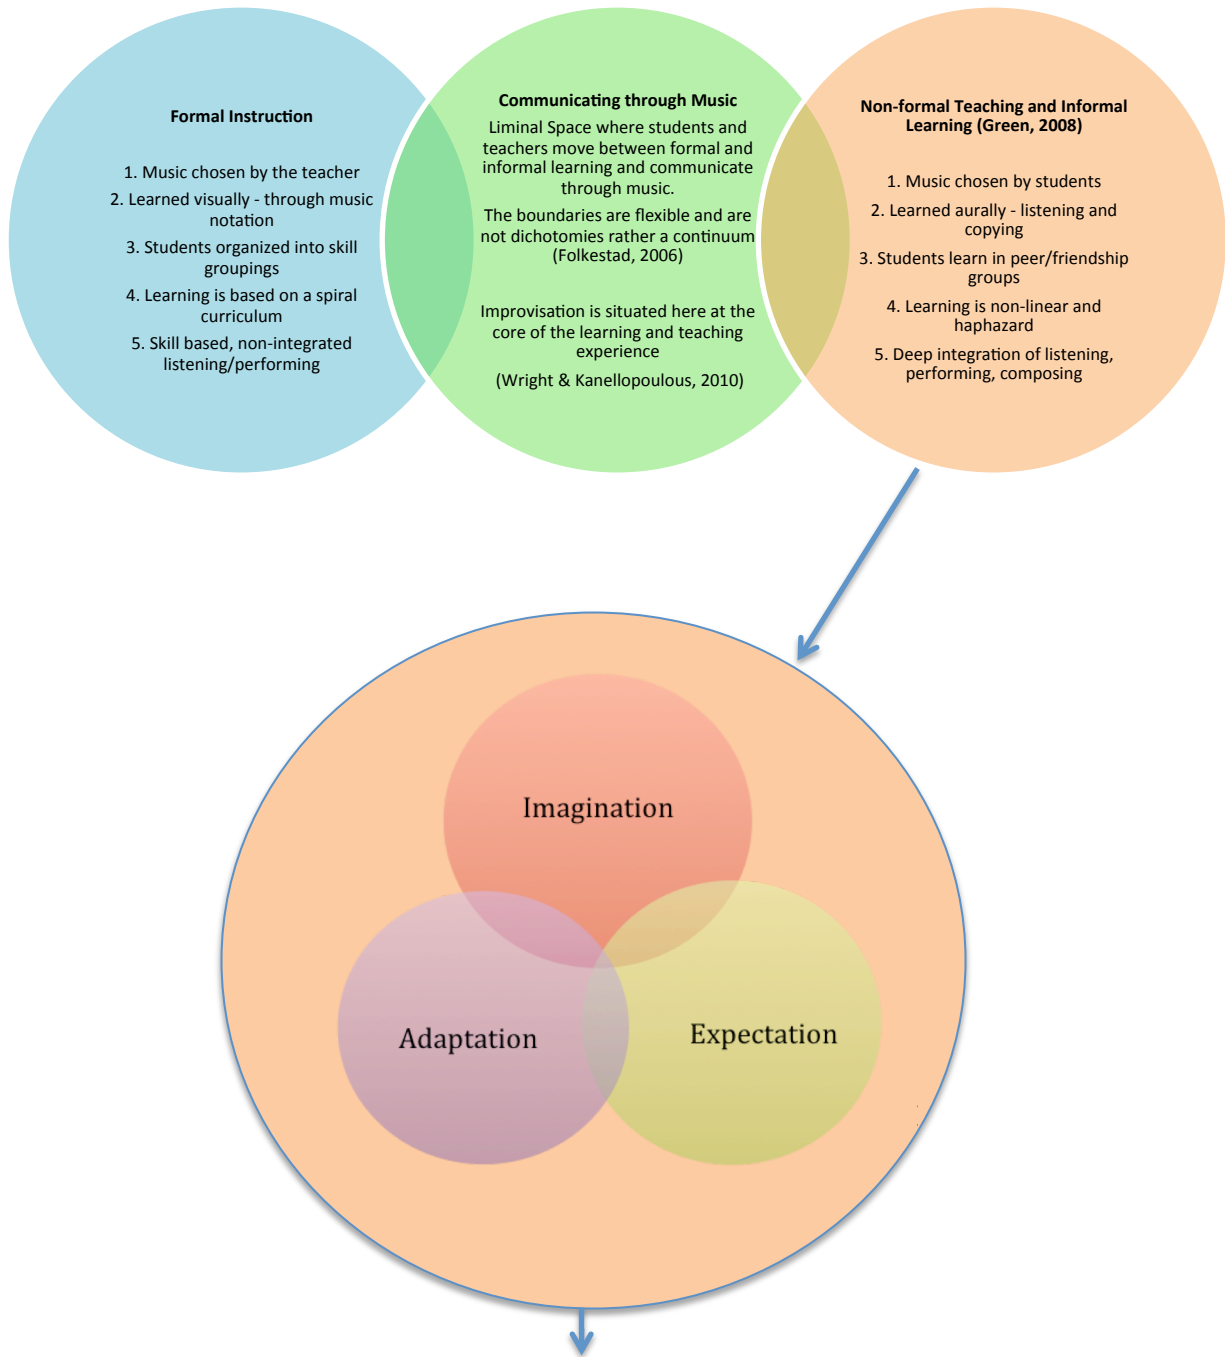 Formal Instruction
1. Music chosen by the teacher
2. Learned visually - through music
notation
3. Students organized into skill
groupings
4. Learning is based on a spiral
curriculum
5. Skill based, non-integrated
listening/performing
Communicating through Music
Liminal Space where students and
teachers move between formal and
informal learning and communicate
through music.
The boundaries are flexible and are
not dichotomies rather a continuum
(Folkestad, 2006)
Improvisation is situated here at the
core of the learning and teaching
experience
(Wright & Kanellopoulous, 2010)
Non-formal Teaching and Informal
Learning (Green, 2008)
1. Music chosen by students
2. Learned aurally - listening and
copying
3. Students learn in peer/friendship
groups
4. Learning is non-linear and
haphazard
5. Deep integration of listening,
performing, composing
Imagination
Adaptation
Expectation